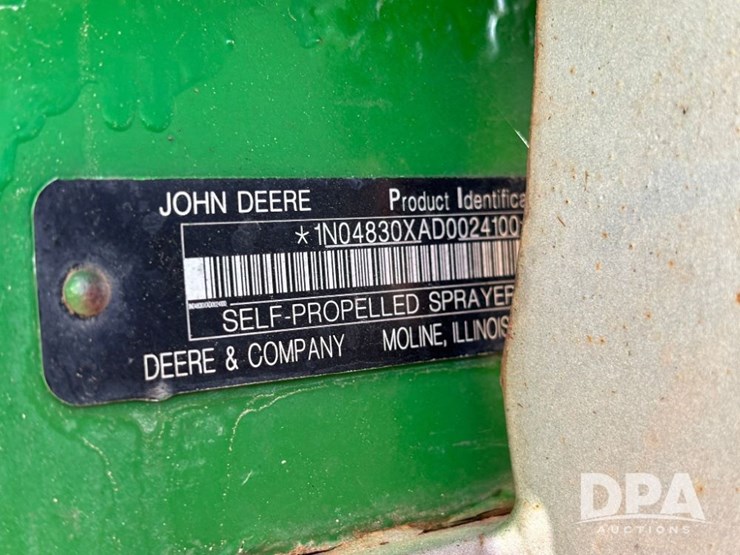 JOHN DEERE Product Identifica
*1N04830XAD0024100
SELF-PROPELLED SPRAYER
DEERE & COMPANY MOLINE, ILLINOIS
DPA
AUCTIONS